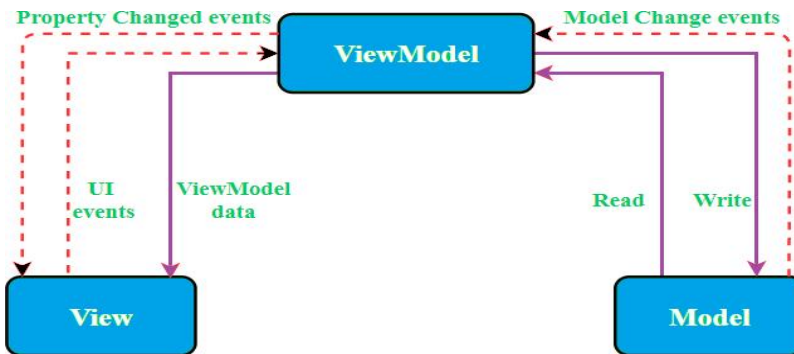 Property Changed events
Model Change events
ViewModel
UI
events
ViewModel
data
Read
Write
View
Model